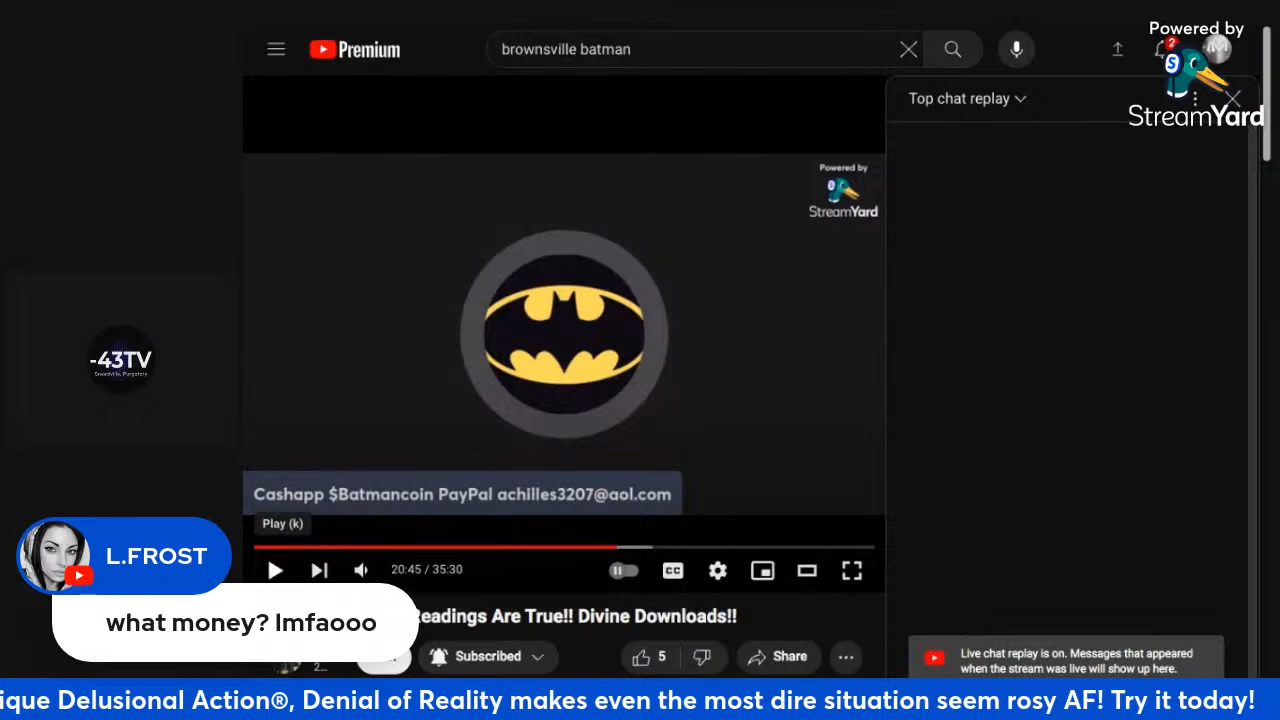 Powered by
StreamYard
Premium
brownsville batman
2
Top chat replay
Powered by
StreamYard
-43TV
Cashapp $Batmancoin PayPal achilles3207@aol.com
Play (k)
20:45 / 35:30
CC
L.FROST
what money? lmfaooo
Readings Are True!! Divine Downloads!!
Subscribed
5
Share
...
Live chat replay is on. Messages that appeared
when the stream was live will show up here.
ique Delusional Action®, Denial of Reality makes even the most dire situation seem rosy AF! Try it today!